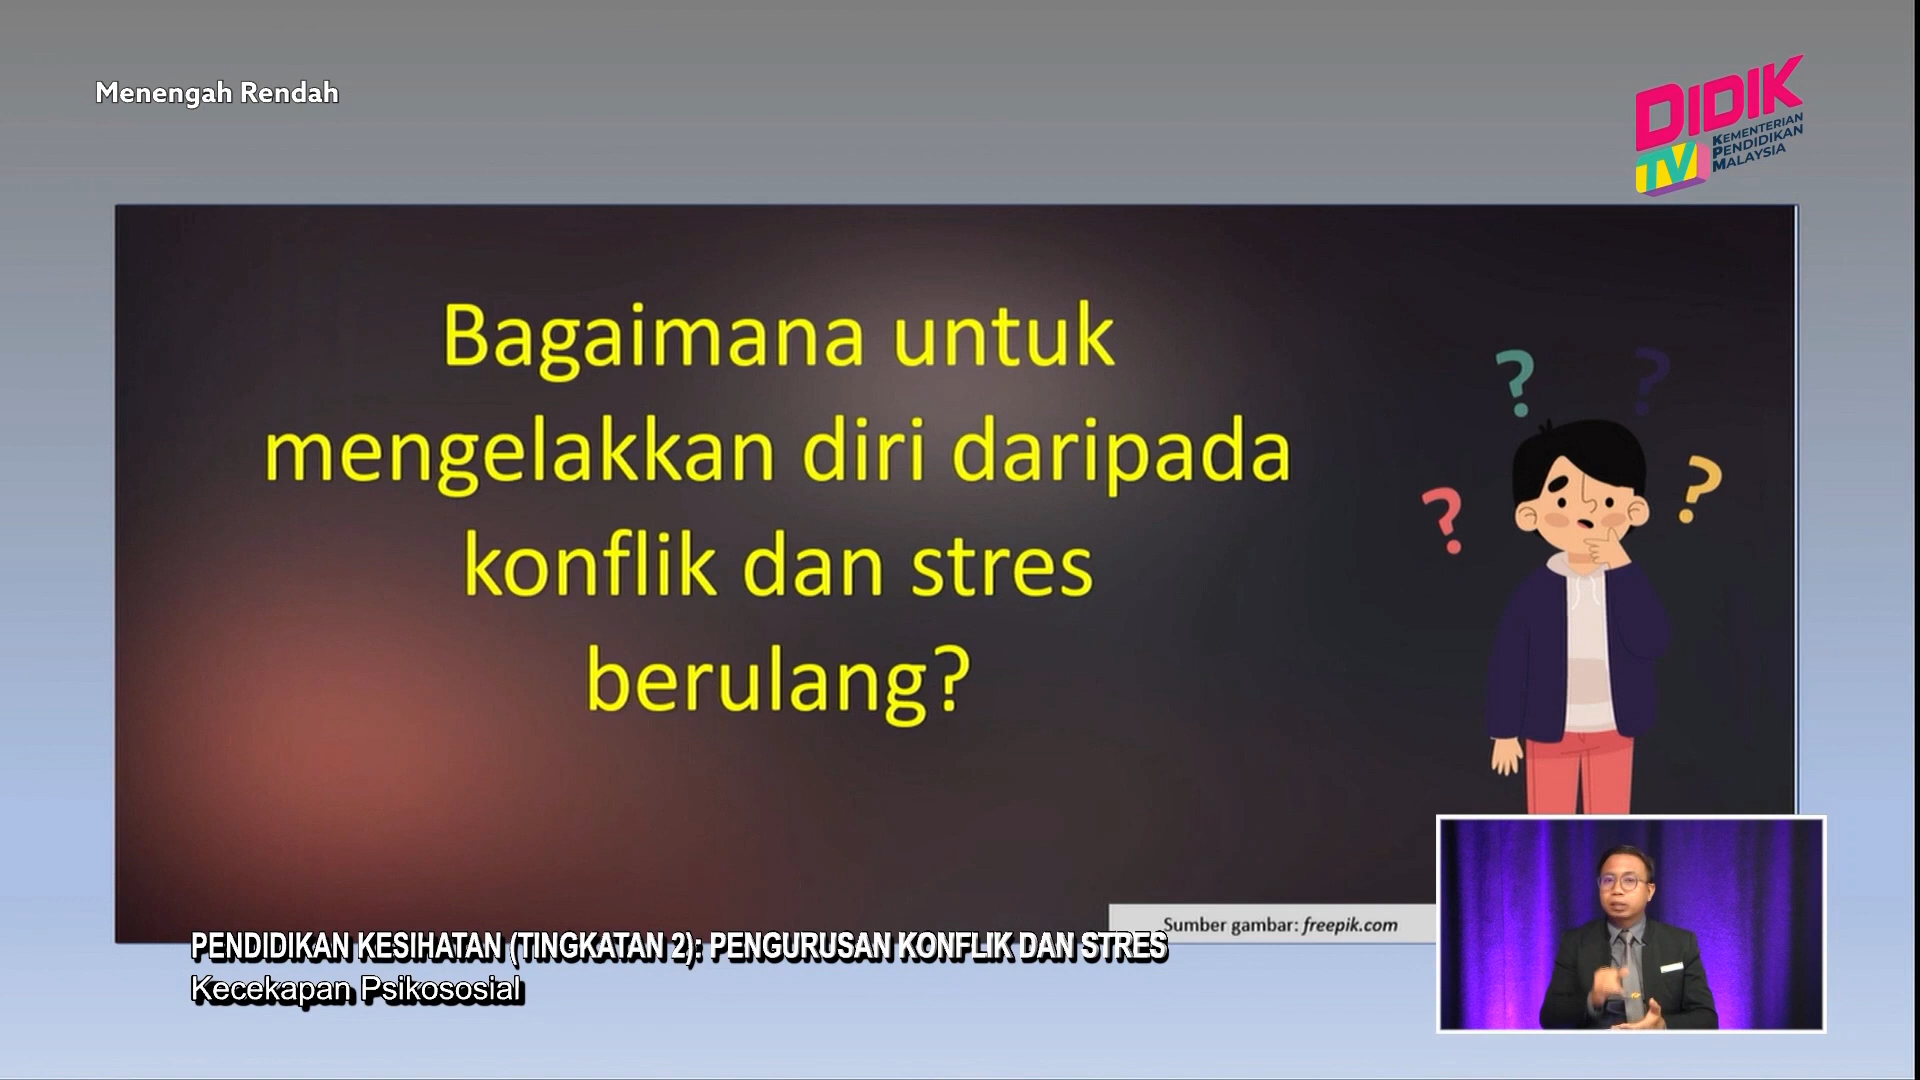 Menengah Rendah
DIDIK
TV
KEMENTERIAN
PENDIDIKAN
MALAYSIA
Bagaimana untuk
mengelakkan diri daripada
konflik dan stres
berulang?
?
?
?
?
Sumber gambar: freepik.com
PENDIDIKAN KESIHATAN (TINGKATAN 2): PENGURUSAN KONFLIK DAN STRES
Kecekapan Psikososial